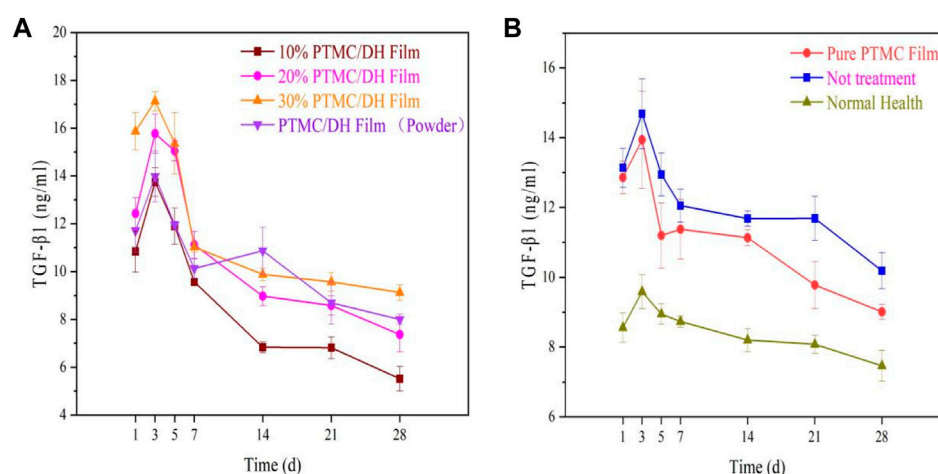 A
20
18
16
14
12
10
8
6
4
TGF-β1 (ng/ml)
10% PTMC/DH Film
20% PTMC/DH Film
30% PTMC/DH Film
PTMC/DH Film （Powder）
1 3 5 7 14 21 28
Time (d)
B
16
14
12
10
8
6
TGF-β1 (ng/ml)
Pure PTMC Film
Not treatment
Normal Health
1 3 5 7 14 21 28
Time (d)